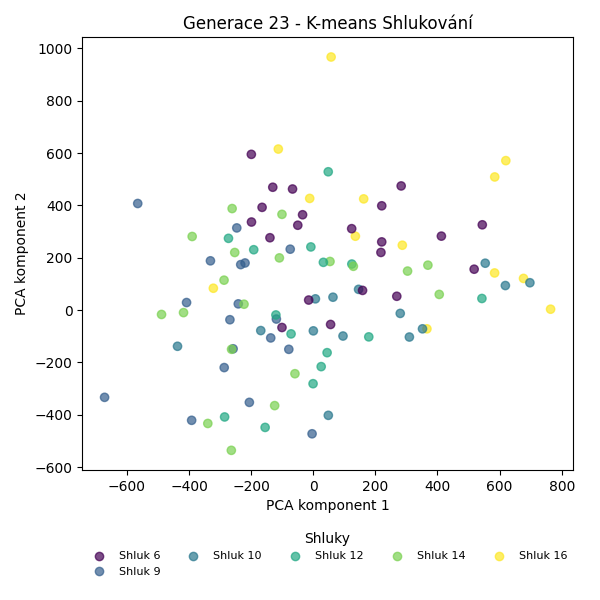 Generace 23 - K-means Shlukování
PCA komponent 2
1000
800
600
400
200
0
−200
−400
−600
−600 −400 −200 0 200 400 600 800
PCA komponent 1
Shluky
Shluk 6 Shluk 10 Shluk 12 Shluk 14 Shluk 16
Shluk 9